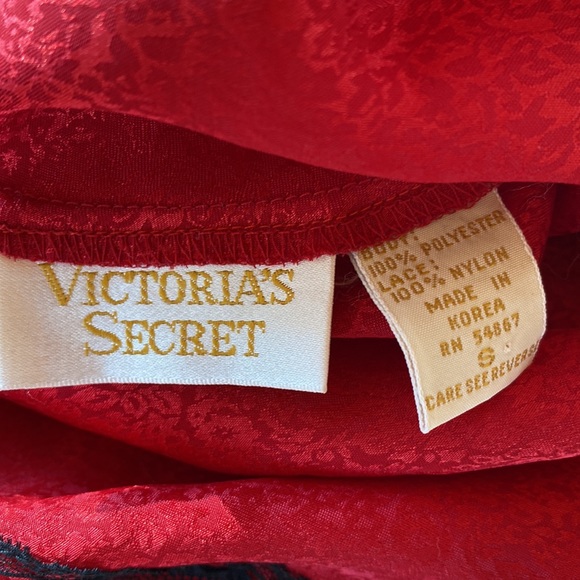 VICTORIA'S
SECRET
BODY:
100% POLYESTER
LACE:
100% NYLON
MADE IN
KOREA
RN 54867
S
CARE SEE REVERSE